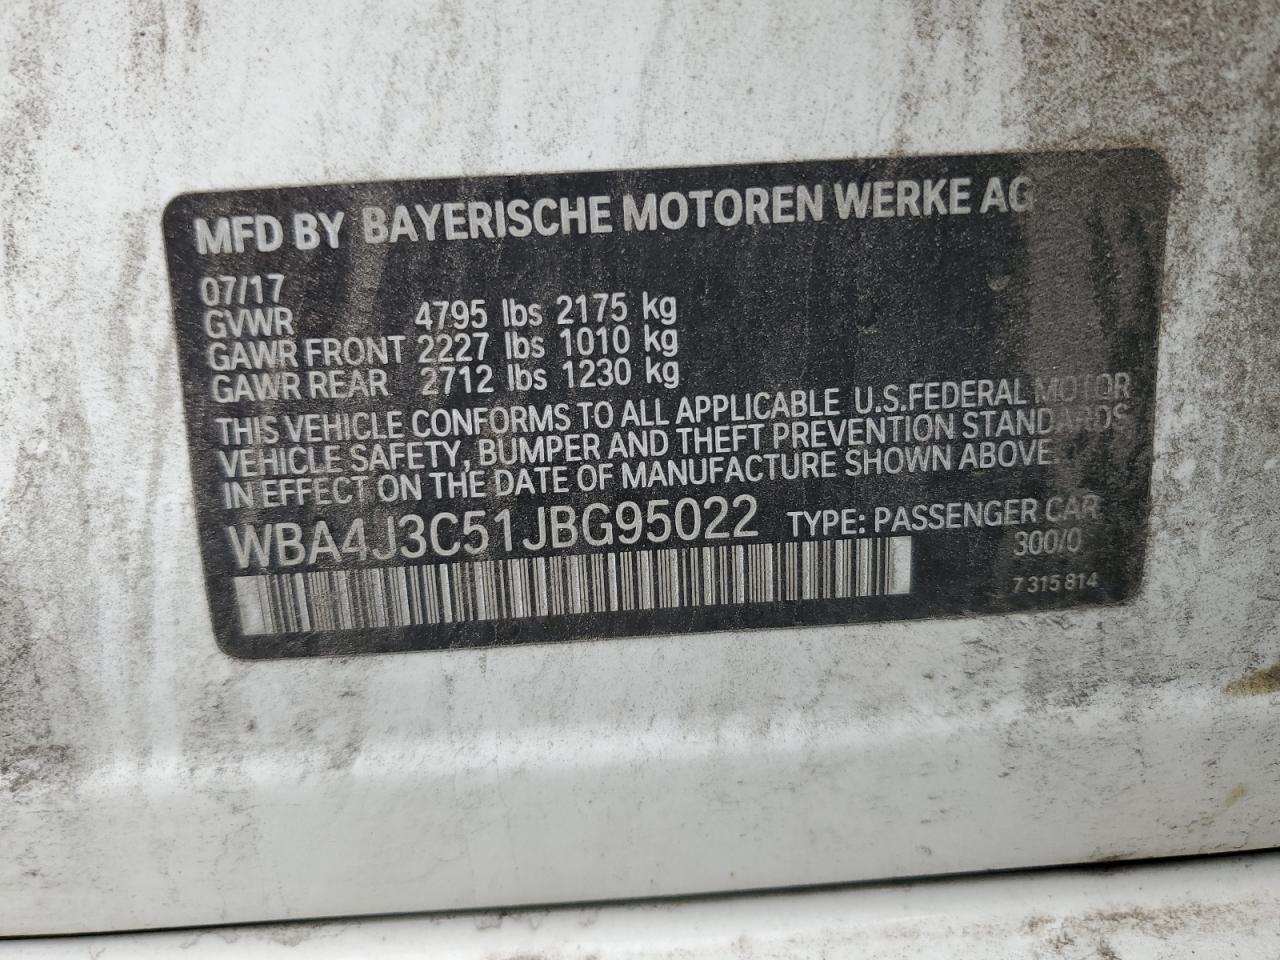 MFD BY BAYERISCHE MOTOREN WERKE AG
07/17
GVWR 4795 lbs 2175 kg
GAWR FRONT 2227 lbs 1010 kg
GAWR REAR 2712 lbs 1230 kg
THIS VEHICLE CONFORMS TO ALL APPLICABLE U.S.FEDERAL MOTOR
VEHICLE SAFETY, BUMPER AND THEFT PREVENTION STANDARDS
IN EFFECT ON THE DATE OF MANUFACTURE SHOWN ABOVE
WBA4J3C51JBG95022 TYPE: PASSENGER CAR
300/0
7 315 814